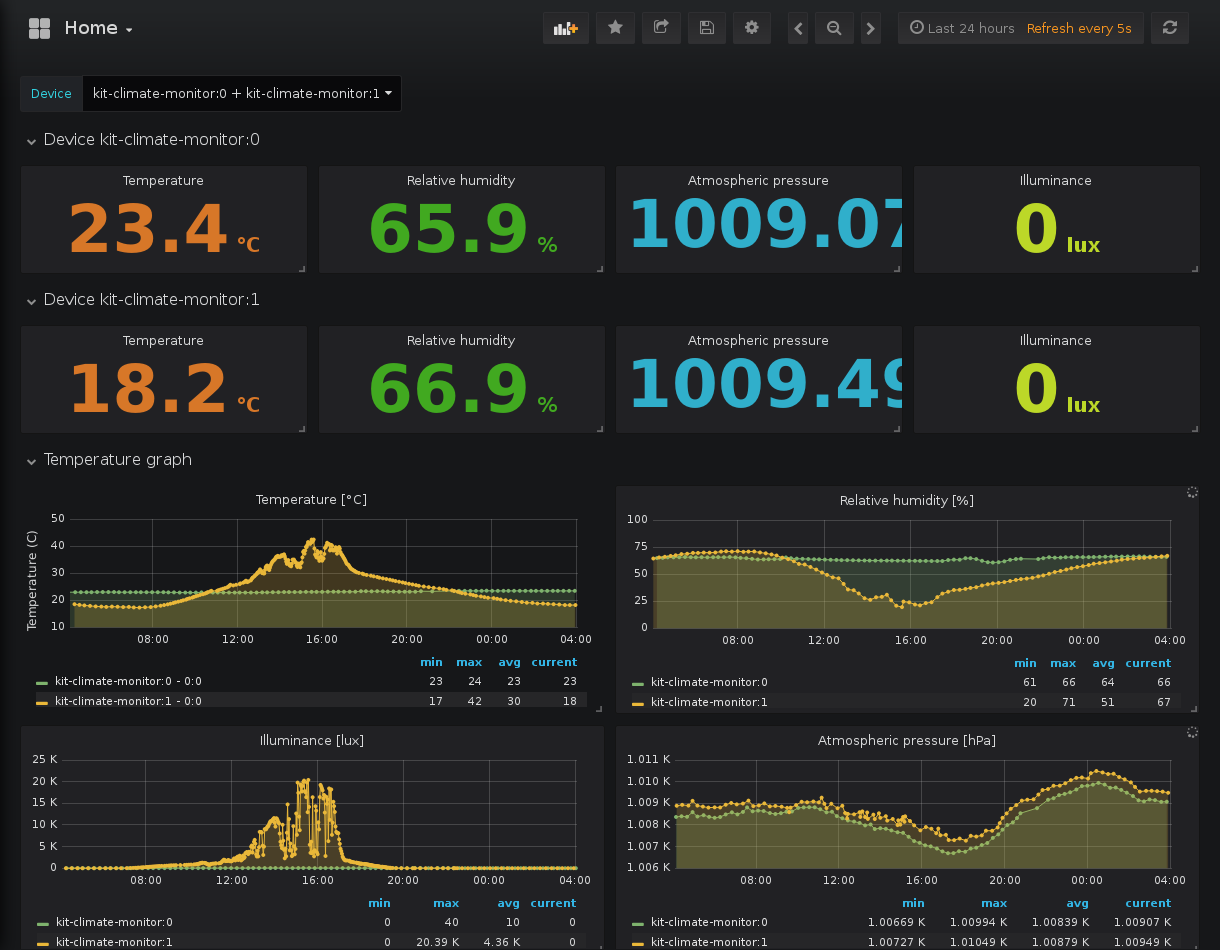 Home
Last 24 hours Refresh every 5s
Device kit-climate-monitor:0 + kit-climate-monitor:1
Device kit-climate-monitor:0
Temperature Relative humidity Atmospheric pressure Illuminance
23.4 °C 65.9 % 1009.07 0 lux
Device kit-climate-monitor:1
Temperature Relative humidity Atmospheric pressure Illuminance
18.2 °C 66.9 % 1009.49 0 lux
Temperature graph
Temperature [°C]
Temperature (C)
50
40
30
20
10
08:00 12:00 16:00 20:00 00:00 04:00
min max avg current
kit-climate-monitor:0 - 0:0 23 24 23 23
kit-climate-monitor:1 - 0:0 17 42 30 18
Relative humidity [%]
100
75
50
25
0
08:00 12:00 16:00 20:00 00:00 04:00
min max avg current
kit-climate-monitor:0 61 66 64 66
kit-climate-monitor:1 20 71 51 67
Illuminance [lux]
25 K
20 K
15 K
10 K
5 K
0
08:00 12:00 16:00 20:00 00:00 04:00
min max avg current
kit-climate-monitor:0 0 40 10 0
kit-climate-monitor:1 0 20.39 K 4.36 K 0
Atmospheric pressure [hPa]
1.011 K
1.010 K
1.009 K
1.008 K
1.007 K
1.006 K
08:00 12:00 16:00 20:00 00:00 04:00
min max avg current
kit-climate-monitor:0 1.00669 K 1.00994 K 1.00839 K 1.00907 K
kit-climate-monitor:1 1.00727 K 1.01049 K 1.00879 K 1.00949 K